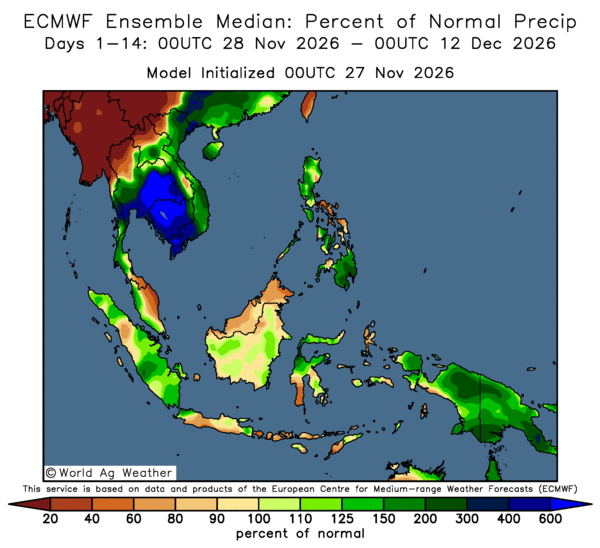 ECMWF Ensemble Median: Percent of Normal Precip
Days 1-14: 00UTC 28 Nov 2026 - 00UTC 12 Dec 2026
Model Initialized 00UTC 27 Nov 2026
© World Ag Weather
This service is based on data and products of the European Centre for Medium-range Weather Forecasts (ECMWF)
20 40 60 80 90 100 110 125 150 200 300 400 600
percent of normal